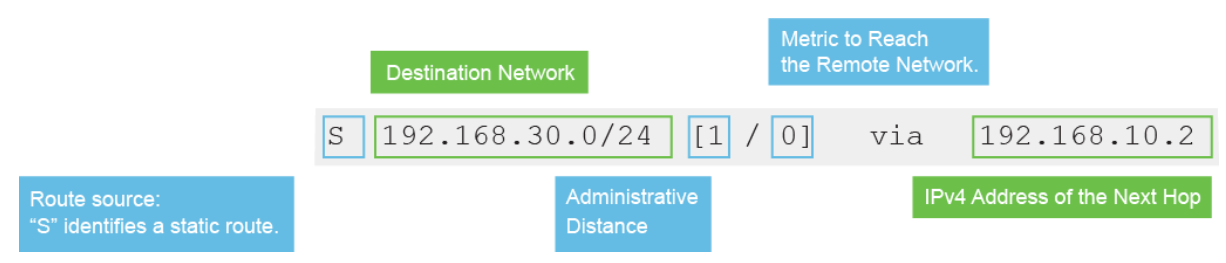 Metric to Reach
the Remote Network.
Destination Network
S 192.168.30.0/24 [1 / 0] via 192.168.10.2
Route source:
“S” identifies a static route.
Administrative
Distance
IPv4 Address of the Next Hop